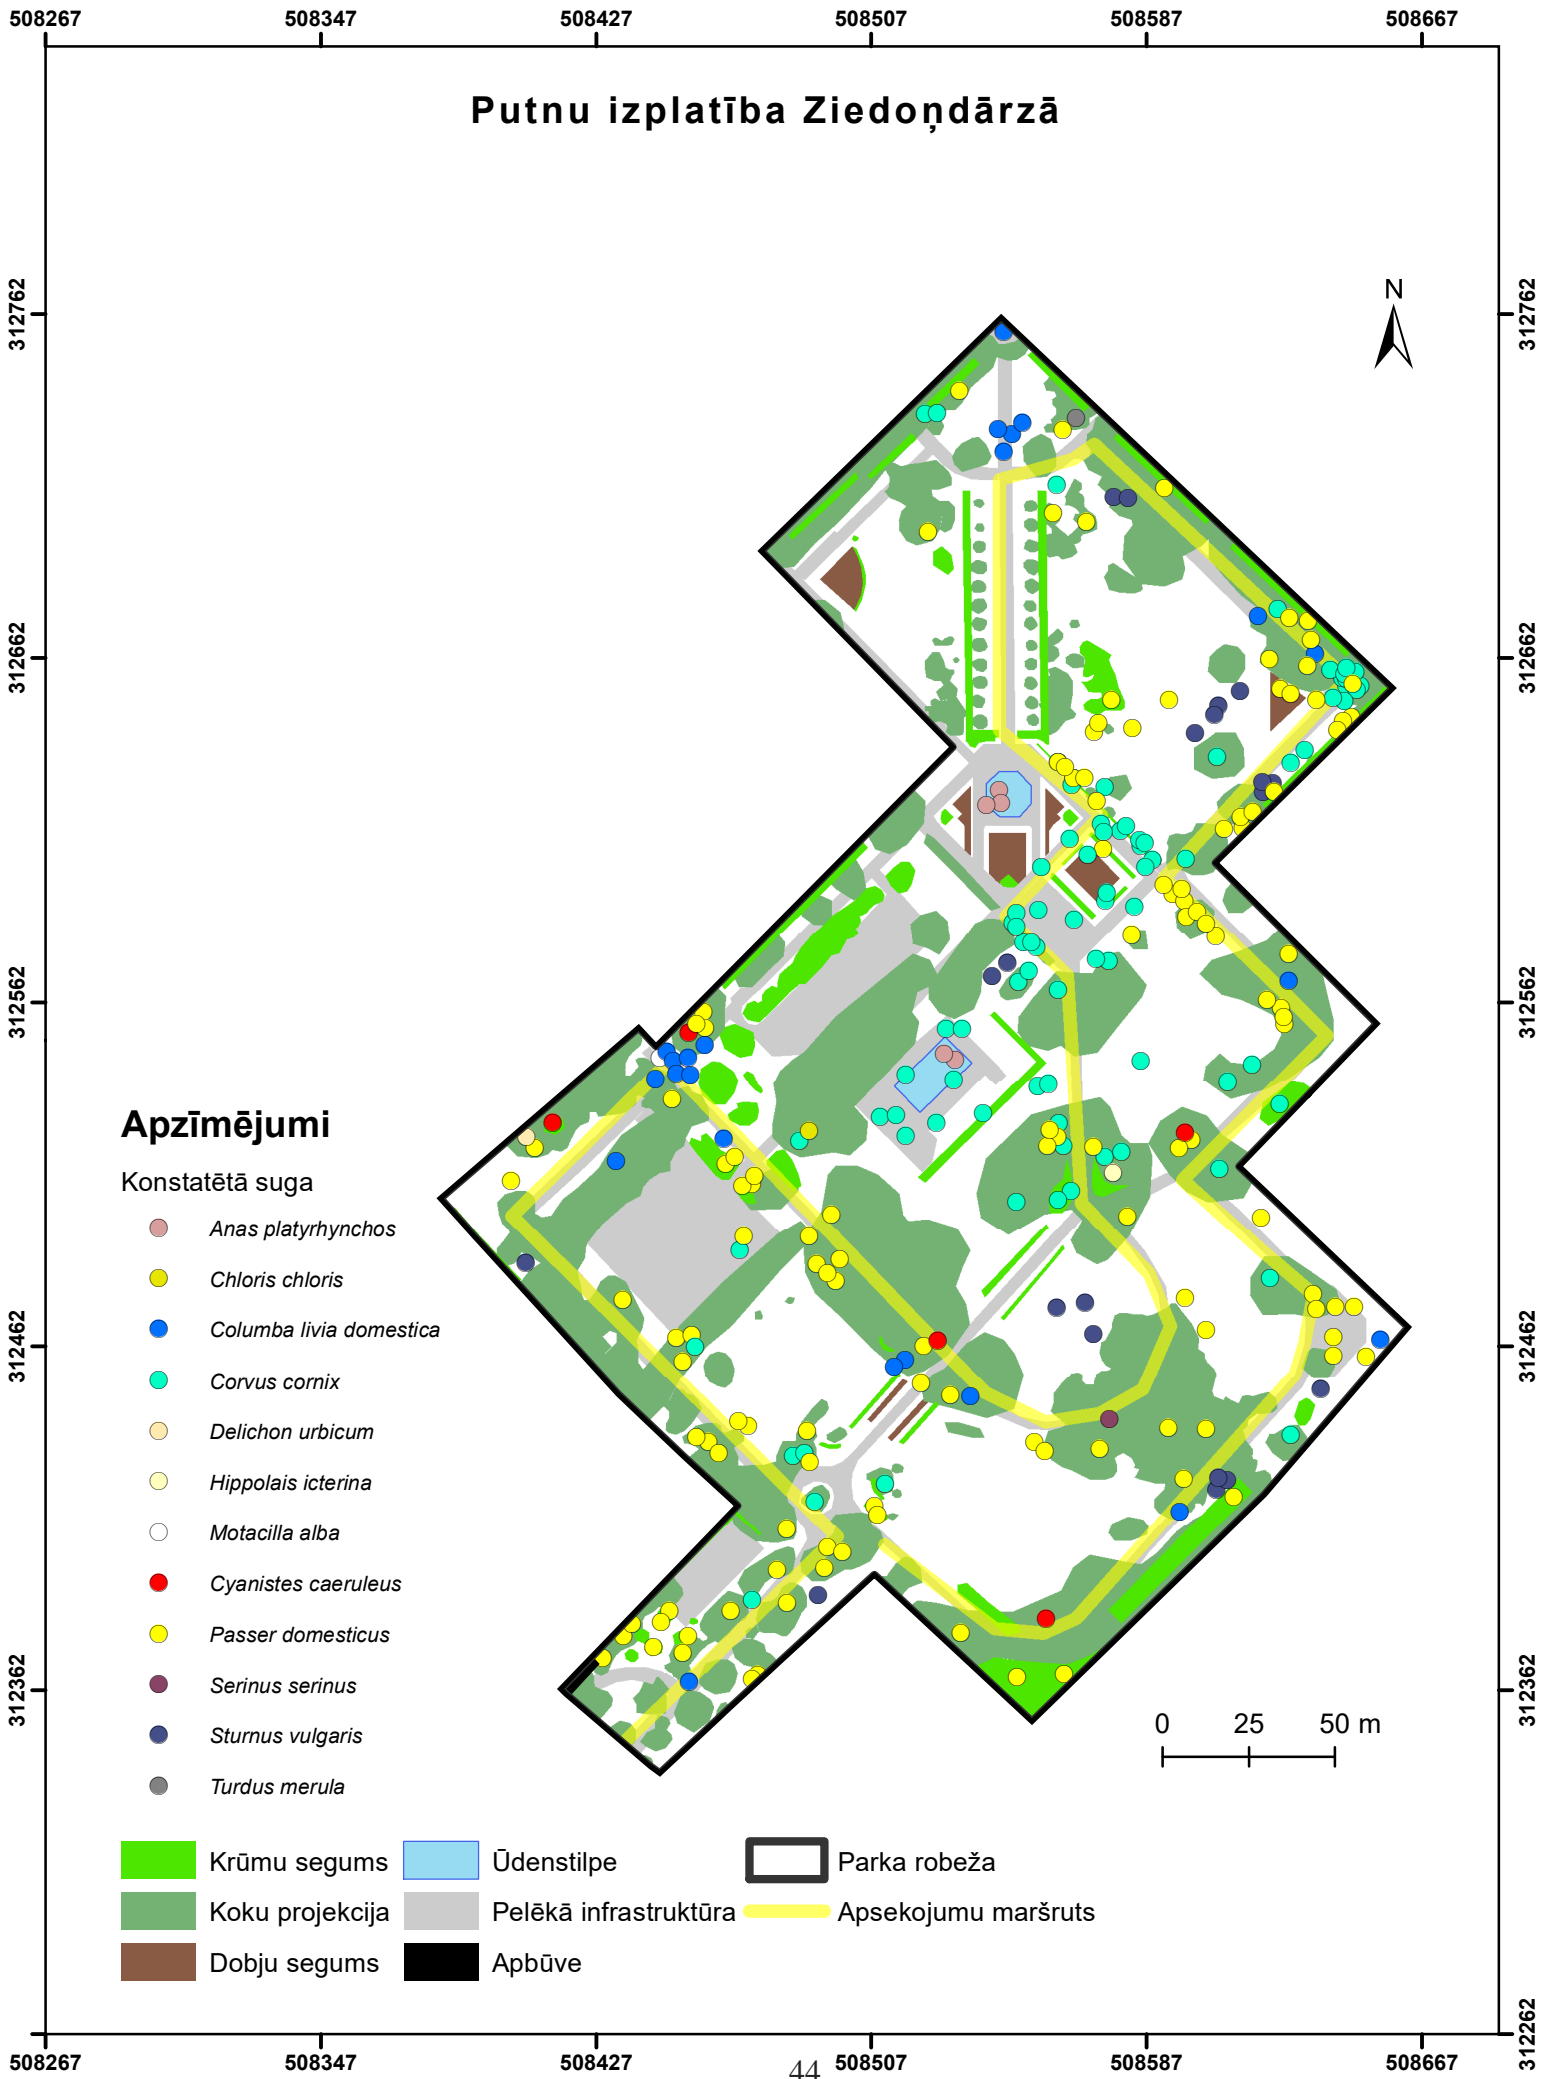 508267 508347 508427 508507 508587 508667
Putnu izplatība Ziedoņdārzā
N
312762 312762
312662 312662
312562 312562
312462 312462
312362 312362
312262
Apzīmējumi
Konstatētā suga
Anas platyrhynchos
Chloris chloris
Columba livia domestica
Corvus cornix
Delichon urbicum
Hippolais icterina
Motacilla alba
Cyanistes caeruleus
Passer domesticus
Serinus serinus
Sturnus vulgaris
Turdus merula
0 25 50 m
Krūmu segums Ūdenstilpe Parka robeža
Koku projekcija Pelēkā infrastruktūra Apsekojumu maršruts
Dobju segums Apbūve
508267 508347 508427 508507 508587 508667
44